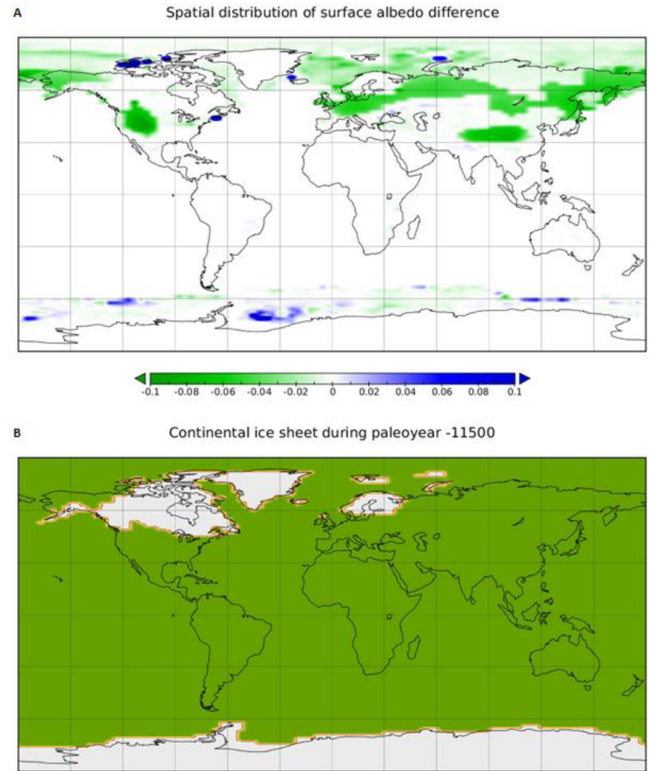 A
Spatial distribution of surface albedo difference
-0.1 -0.08 -0.06 -0.04 -0.02 0 0.02 0.04 0.06 0.08 0.1
B
Continental ice sheet during paleoyear -11500